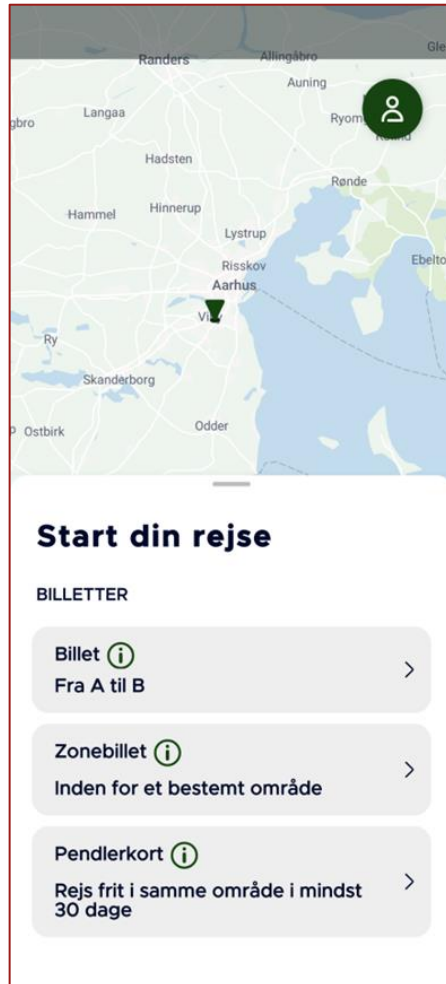 Randers
Allingåbro
Gle
Auning
Langaa
gbro
Ryom
Hadsten
Rønde
Hinnerup
Hammel
Lystrup
Risskov
Ebelto
Aarhus
Ry
Skanderborg
Odder
Ostbirk
Start din rejse
BILLETTER
Billet
Fra A til B
Zonebillet
Inden for et bestemt område
Pendlerkort
Rejs frit i samme område i mindst
30 dage